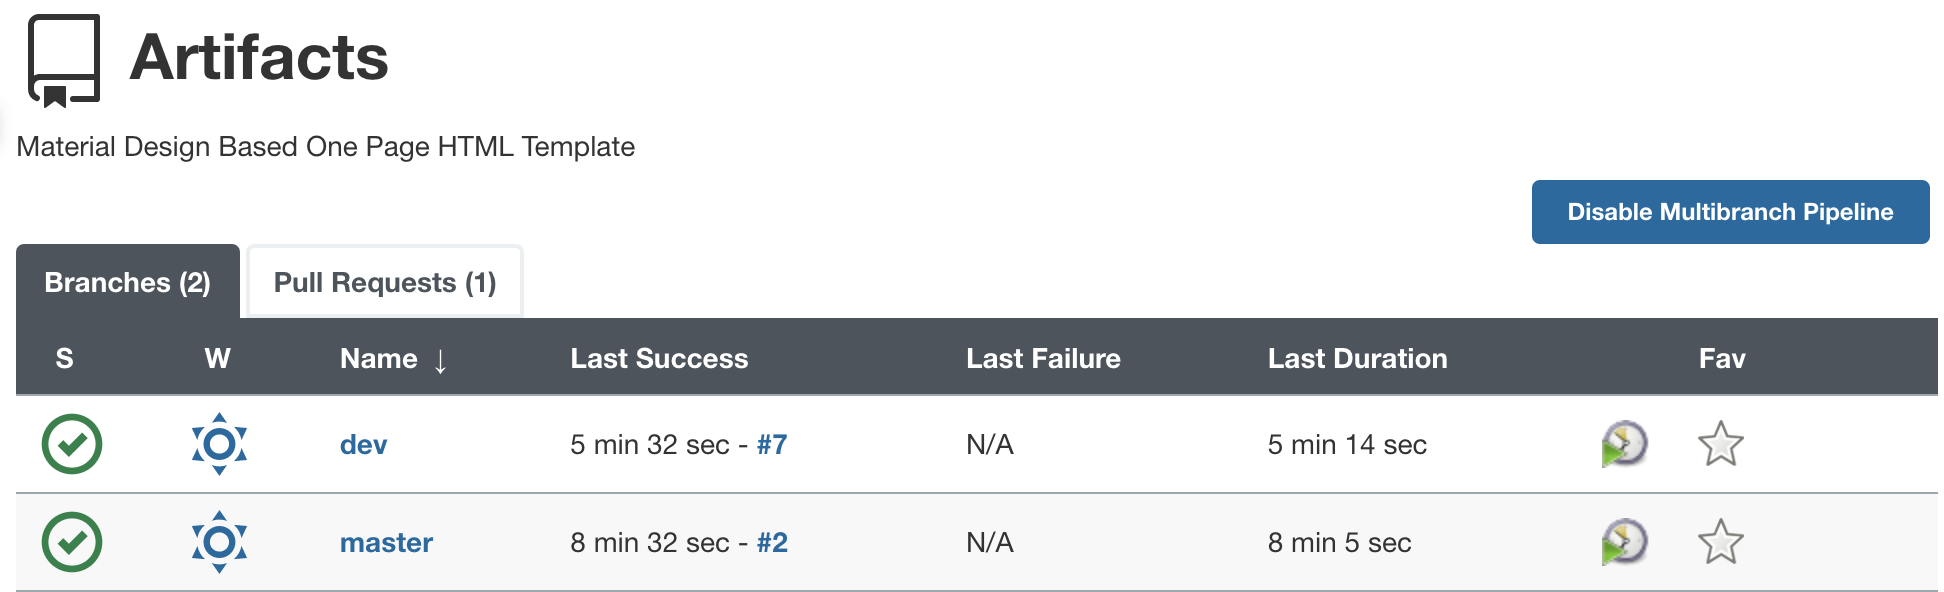 Artifacts
Material Design Based One Page HTML Template
Disable Multibranch Pipeline
Branches (2) Pull Requests (1)
S W Name ↓ Last Success Last Failure Last Duration Fav
dev 5 min 32 sec - #7 N/A 5 min 14 sec
master 8 min 32 sec - #2 N/A 8 min 5 sec